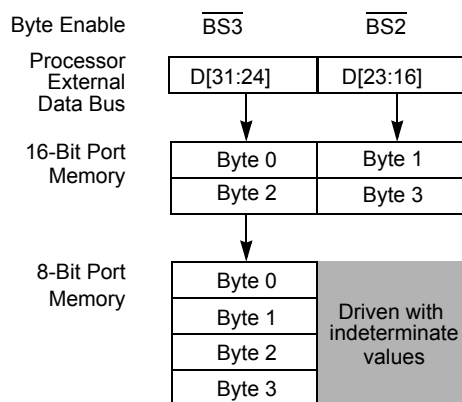 Byte Enable BS3 BS2
Processor
External
Data Bus
D[31:24] D[23:16]
16-Bit Port
Memory
Byte 0 Byte 1
Byte 2 Byte 3
8-Bit Port
Memory
Byte 0
Byte 1
Byte 2
Byte 3
Driven with
indeterminate
values